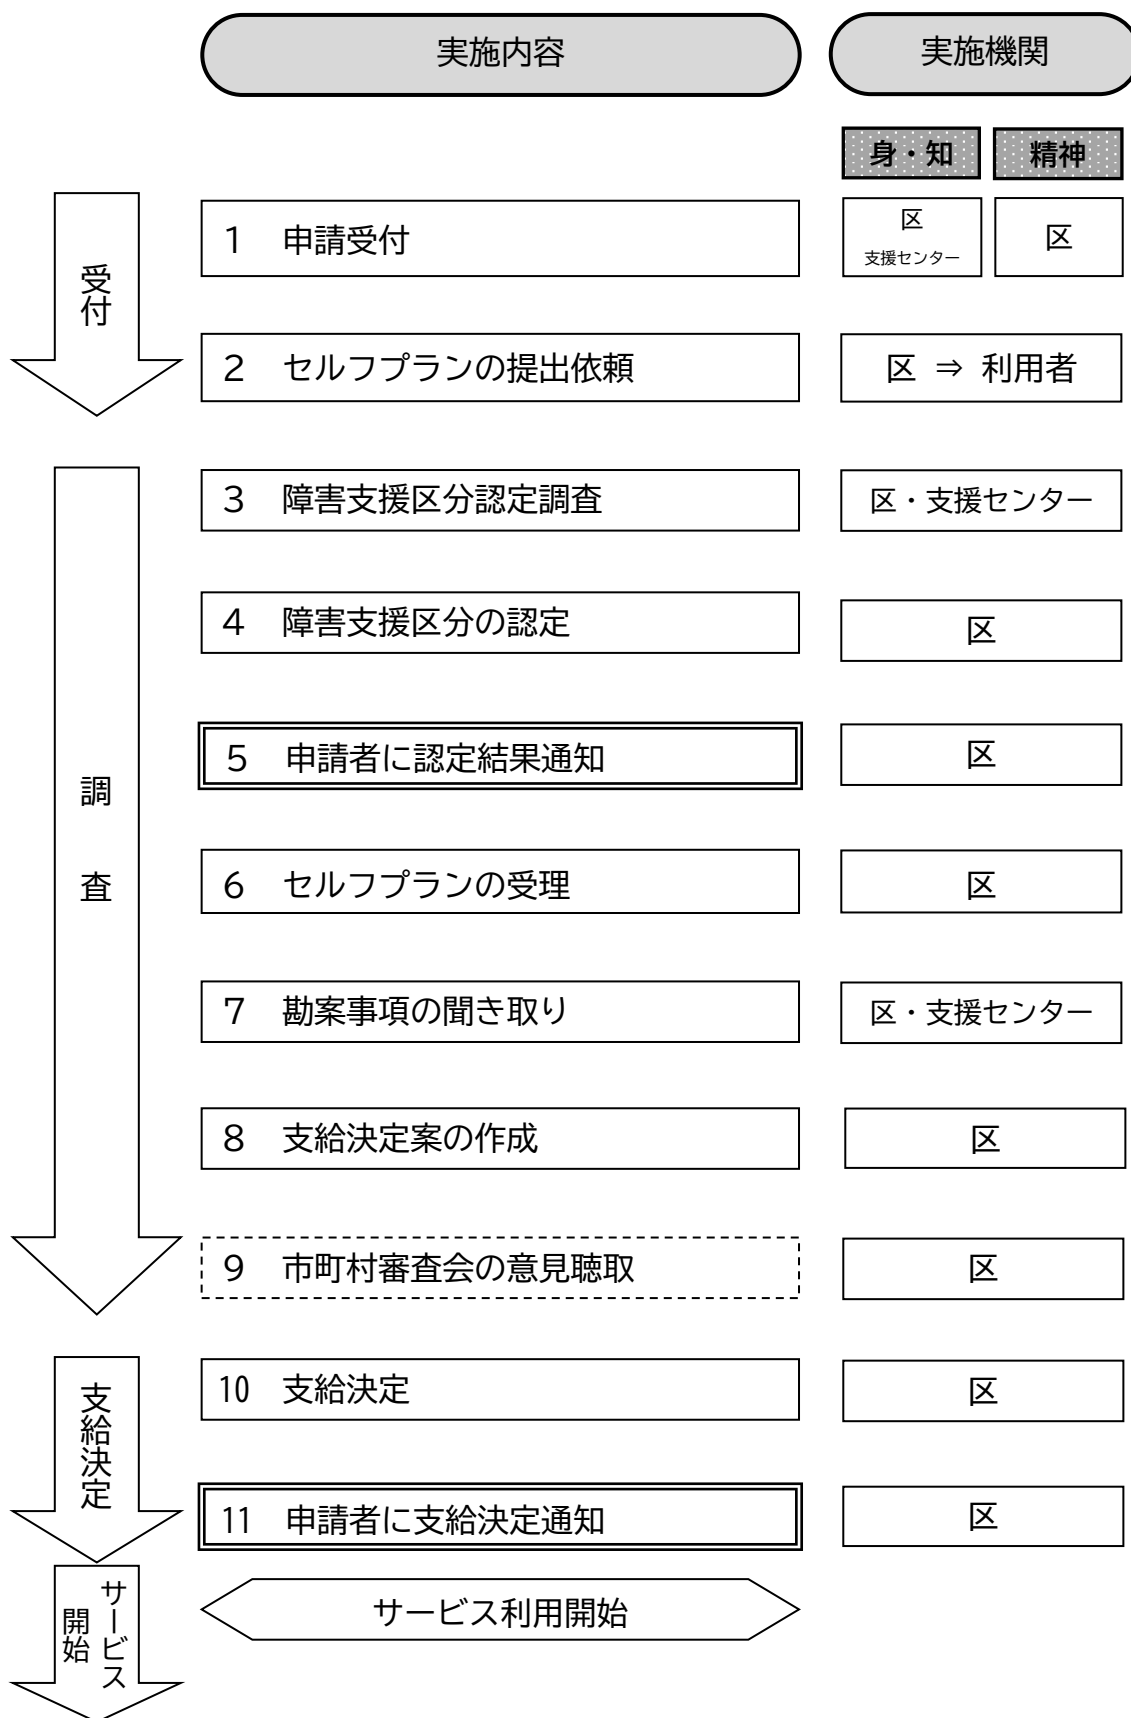 実施内容
実施機関
身・知
精神
受付
1 申請受付
区
支援センター
区
2 セルフプランの提出依頼
区 ⇒ 利用者
調査
3 障害支援区分認定調査
区・支援センター
4 障害支援区分の認定
区
5 申請者に認定結果通知
区
6 セルフプランの受理
区
7 勘案事項の聞き取り
区・支援センター
8 支給決定案の作成
区
9 市町村審査会の意見聴取
区
支給決定
10 支給決定
区
11 申請者に支給決定通知
区
サービス
開始
サービス利用開始